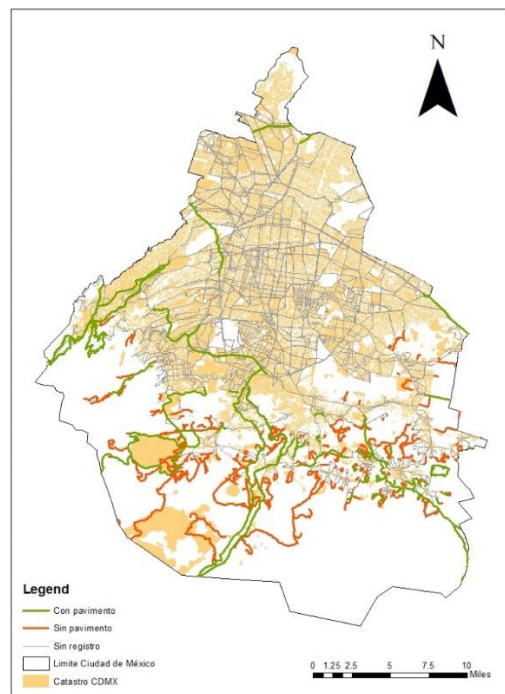 N
Legend
Con pavimento
Sin pavimento
Sin registro
Limite Ciudad de México
Catastro CDMX
0 1.25 2.5 5 7.5 10
Miles